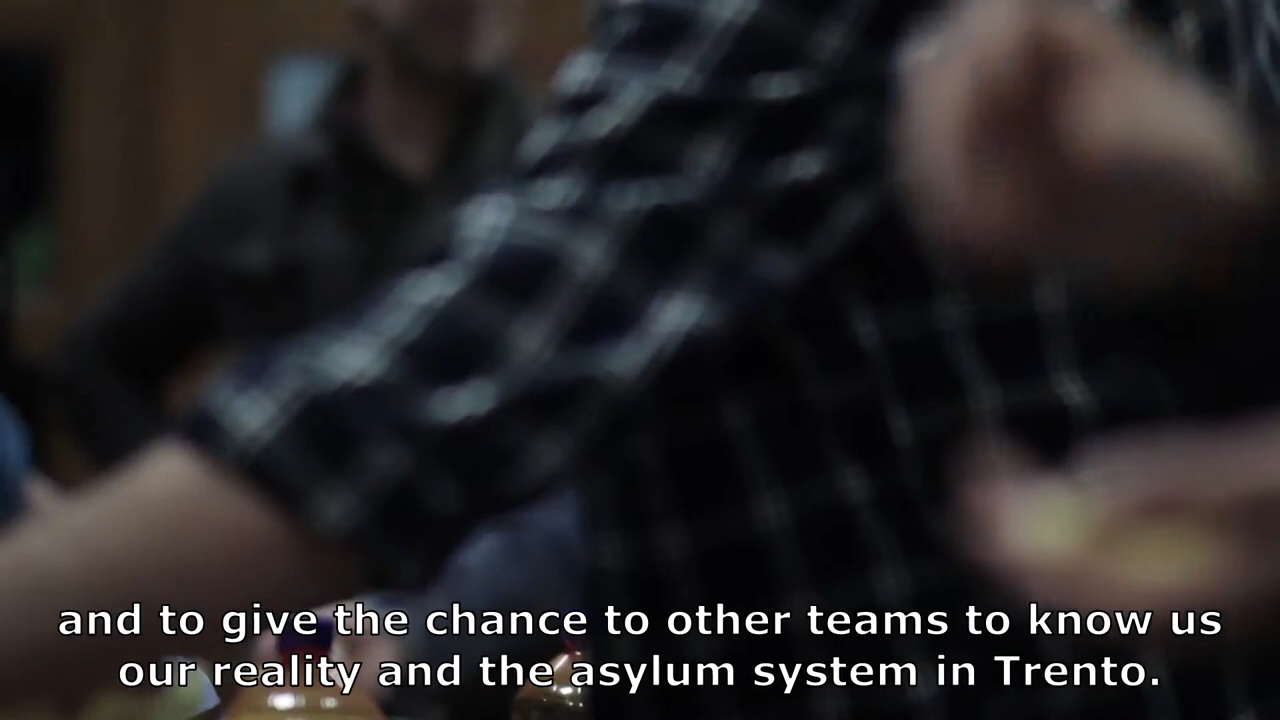 and to give the chance to other teams to know us
our reality and the asylum system in Trento.